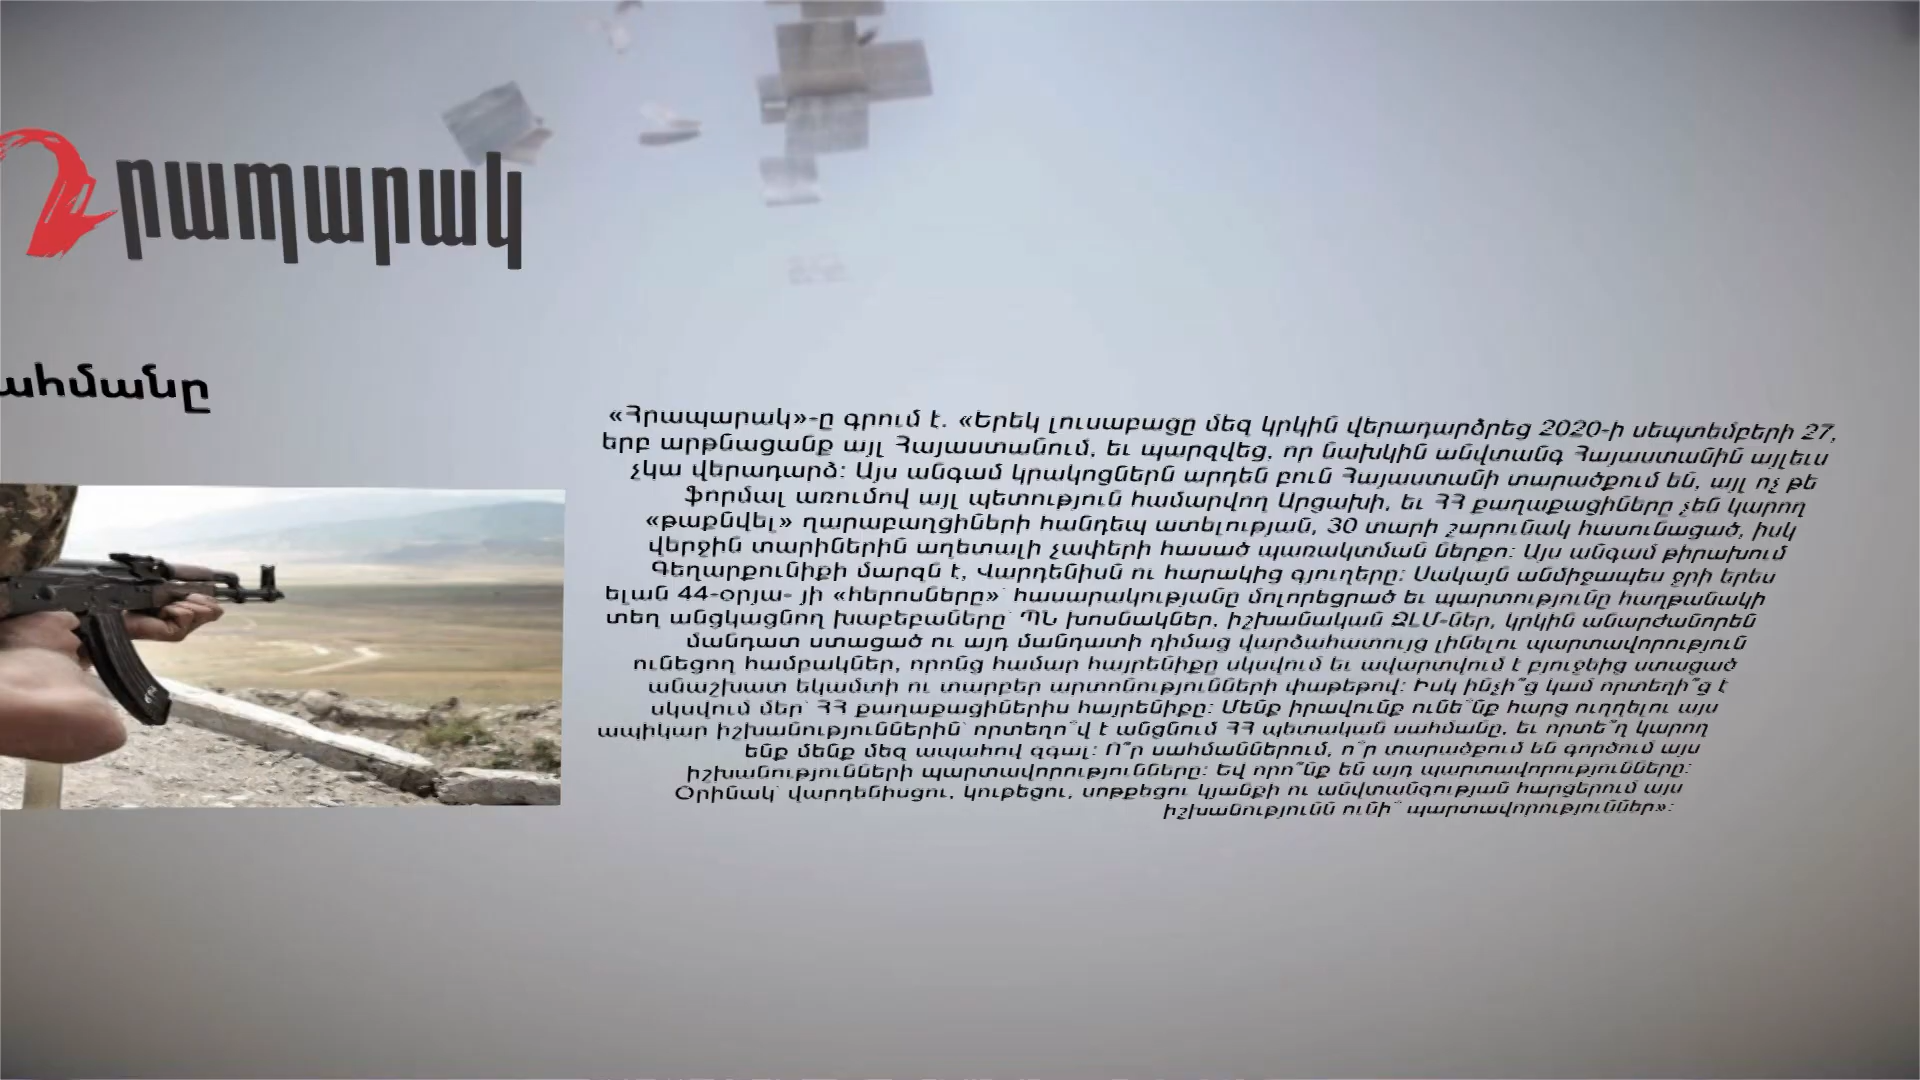 Հրապարակ
ահմանը
«Հրապարակ»-ը գրում է. «Երեկ լուսաբացը մեզ կրկին վերադարձրեց 2020-ի սեպտեմբերի 27,
երբ արթնացանք այլ Հայաստանում, եւ պարզվեց, որ նախկին անվտանգ Հայաստանին այլեւս
չկա վերադարձ: Այս անգամ կրակոցներն արդեն բուն Հայաստանի տարածքում են, այլ ոչ թե
ֆորմալ առումով այլ պետություն համարվող Արցախի, եւ ՀՀ քաղաքացիները չեն կարող
«թաքնվել» ղարաբաղցիների հանդեպ ատելության, 30 տարի շարունակ հասունացած, իսկ
վերջին տարիներին աղետալի չափերի հասած պառակտման ներքո: Այս անգամ թիրախում
Գեղարքունիքի մարզն է, Վարդենիսն ու հարակից գյուղերը: Սակայն անմիջապես ջրի երես
ելան 44-օրյա- յի «հերոսները»՝ հասարակությանը մոլորեցրած եւ պարտությունը հաղթանակի
տեղ անցկացնող խաբեբաները՝ ՊՆ խոսնակներ, իշխանական ԶԼՄ-ներ, կրկին անարժանորեն
մանդատ ստացած ու այդ մանդատի դիմաց վարձահատույց լինելու պարտավորություն
ունեցող համբակներ, որոնց համար հայրենիքը սկսվում եւ ավարտվում է բյուջեից ստացած
անաշխատ եկամտի ու տարբեր արտոնությունների փաթեթով: Իսկ ինչի՞ց կամ որտեղի՞ց է
սկսվում մեր՝ ՀՀ քաղաքացիներիս հայրենիքը: Մենք իրավունք ունե՞նք հարց ուղղելու այս
ապիկար իշխանություններին՝ որտեղո՞վ է անցնում ՀՀ պետական սահմանը, եւ որտե՞ղ կարող
ենք մենք մեզ ապահով զգալ: Ո՞ր սահմաններում, ո՞ր տարածքում են գործում այս
իշխանությունների պարտավորությունները: Եվ որո՞նք են այդ պարտավորությունները:
Օրինակ՝ վարդենիսցու, կութեցու, սոթքեցու կյանքի ու անվտանգության հարցերում այս
իշխանությունն ունի՞ պարտավորություններ»: